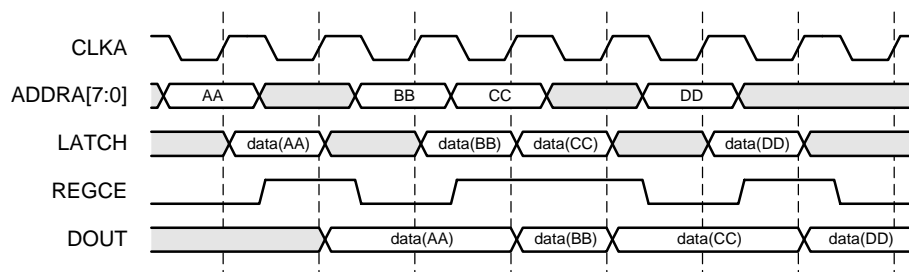 CLKA
ADDRA[7:0] AA BB CC DD
LATCH data(AA) data(BB) data(CC) data(DD)
REGCE
DOUT data(AA) data(BB) data(CC) data(DD)